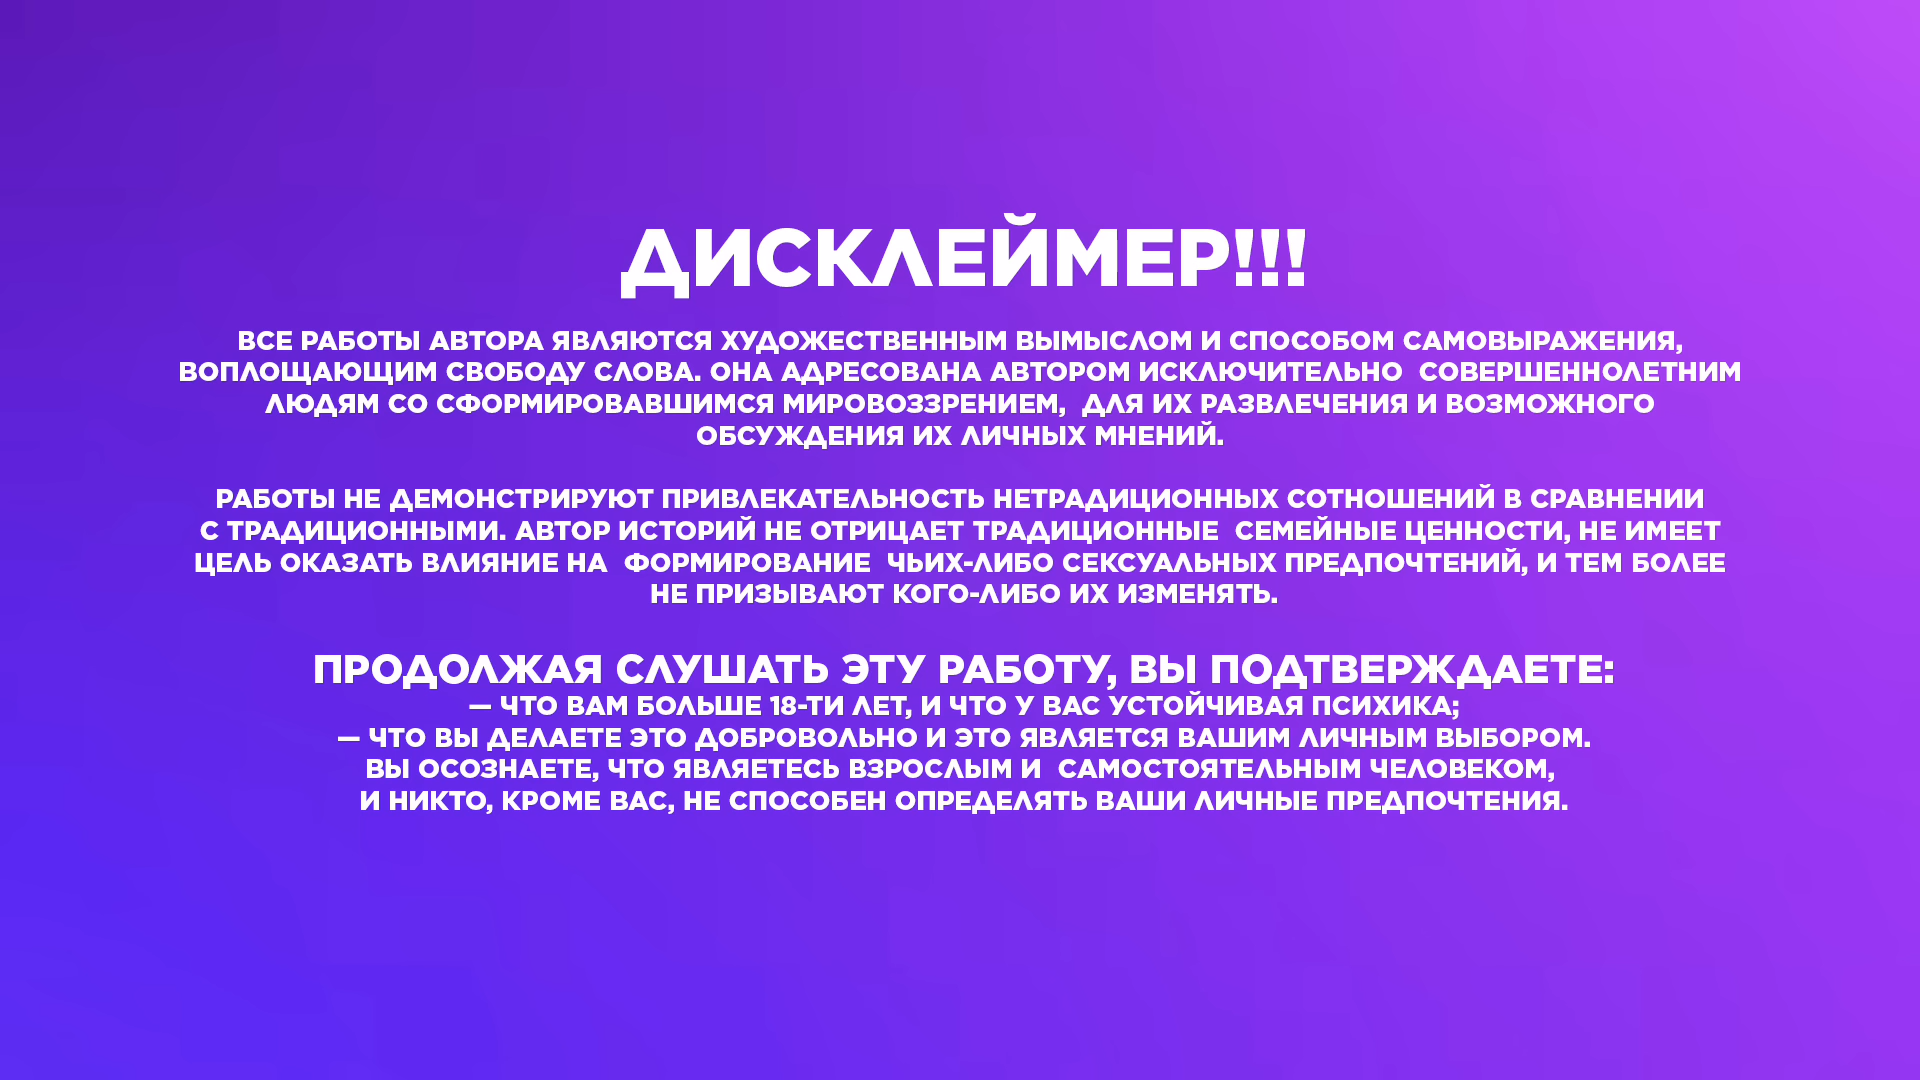 ДИСКЛЕЙМЕР!!!
ВСЕ РАБОТЫ АВТОРА ЯВЛЯЮТСЯ ХУДОЖЕСТВЕННЫМ ВЫМЫСЛОМ И СПОСОБОМ САМОВЫРАЖЕНИЯ,
ВОПЛОЩАЮЩИМ СВОБОДУ СЛОВА. ОНА АДРЕСОВАНА АВТОРОМ ИСКЛЮЧИТЕЛЬНО СОВЕРШЕННОЛЕТНИМ
ЛЮДЯМ СО СФОРМИРОВАВШИМСЯ МИРОВОЗЗРЕНИЕМ, ДЛЯ ИХ РАЗВЛЕЧЕНИЯ И ВОЗМОЖНОГО
ОБСУЖДЕНИЯ ИХ ЛИЧНЫХ МНЕНИЙ.
РАБОТЫ НЕ ДЕМОНСТРИРУЮТ ПРИВЛЕКАТЕЛЬНОСТЬ НЕТРАДИЦИОННЫХ СОТНОШЕНИЙ В СРАВНЕНИИ
С ТРАДИЦИОННЫМИ. АВТОР ИСТОРИЙ НЕ ОТРИЦАЕТ ТРАДИЦИОННЫЕ СЕМЕЙНЫЕ ЦЕННОСТИ, НЕ ИМЕЕТ
ЦЕЛЬ ОКАЗАТЬ ВЛИЯНИЕ НА ФОРМИРОВАНИЕ ЧЬИХ-ЛИБО СЕКСУАЛЬНЫХ ПРЕДПОЧТЕНИЙ, И ТЕМ БОЛЕЕ
НЕ ПРИЗЫВАЮТ КОГО-ЛИБО ИХ ИЗМЕНЯТЬ.
ПРОДОЛЖАЯ СЛУШАТЬ ЭТУ РАБОТУ, ВЫ ПОДТВЕРЖДАЕТЕ:
— ЧТО ВАМ БОЛЬШЕ 18-ТИ ЛЕТ, И ЧТО У ВАС УСТОЙЧИВАЯ ПСИХИКА;
— ЧТО ВЫ ДЕЛАЕТЕ ЭТО ДОБРОВОЛЬНО И ЭТО ЯВЛЯЕТСЯ ВАШИМ ЛИЧНЫМ ВЫБОРОМ.
ВЫ ОСОЗНАЕТЕ, ЧТО ЯВЛЯЕТЕСЬ ВЗРОСЛЫМ И САМОСТОЯТЕЛЬНЫМ ЧЕЛОВЕКОМ,
И НИКТО, КРОМЕ ВАС, НЕ СПОСОБЕН ОПРЕДЕЛЯТЬ ВАШИ ЛИЧНЫЕ ПРЕДПОЧТЕНИЯ.